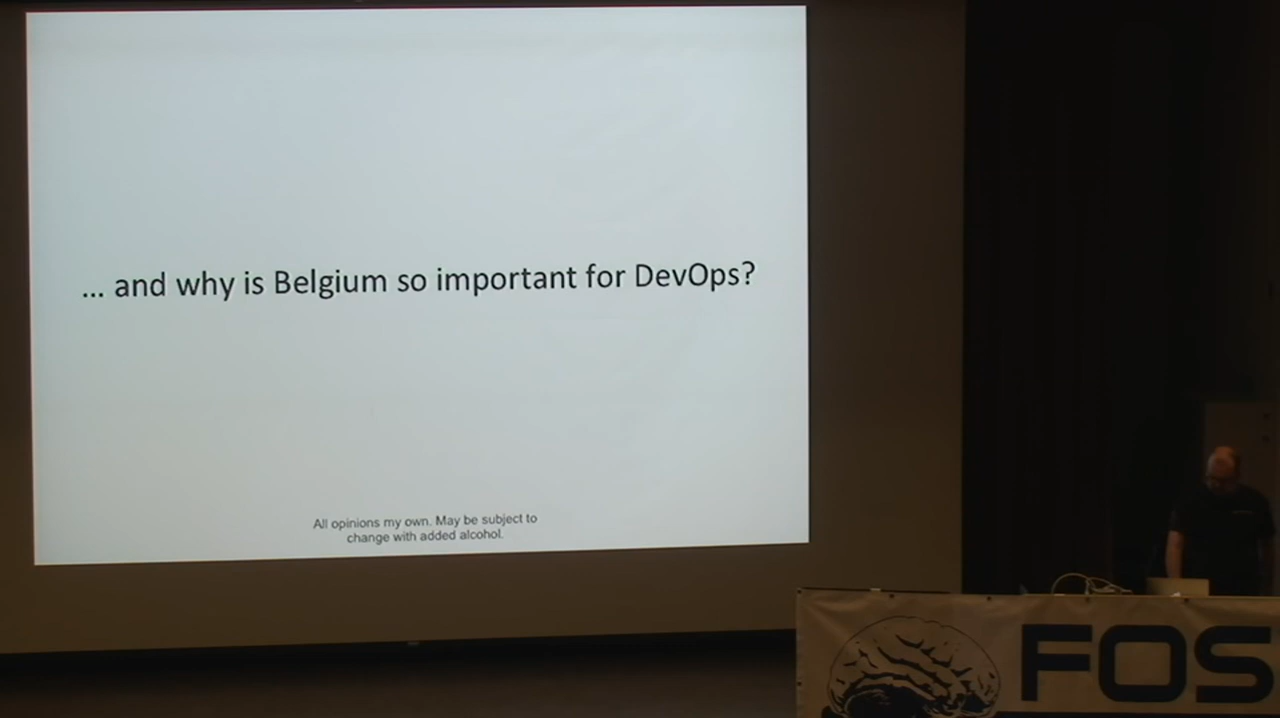 ... and why is Belgium so important for DevOps?
All opinions my own. May be subject to
change with added alcohol.
FOS